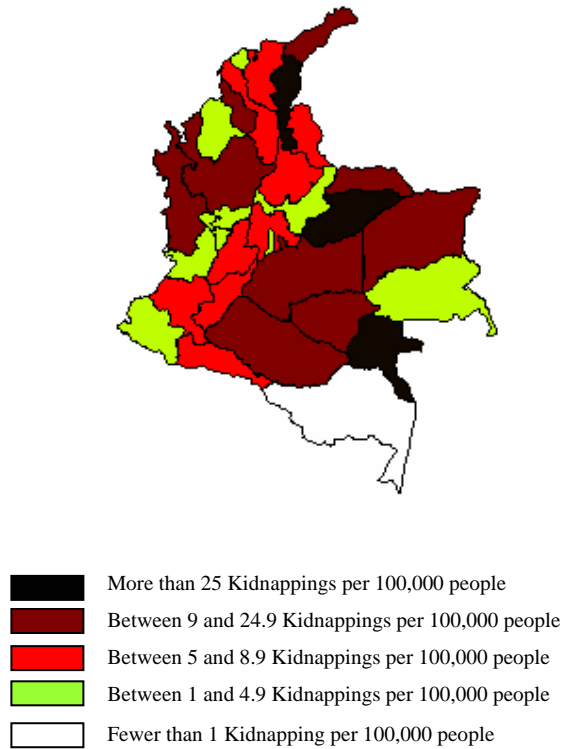 More than 25 Kidnappings per 100,000 people
Between 9 and 24.9 Kidnappings per 100,000 people
Between 5 and 8.9 Kidnappings per 100,000 people
Between 1 and 4.9 Kidnappings per 100,000 people
Fewer than 1 Kidnapping per 100,000 people